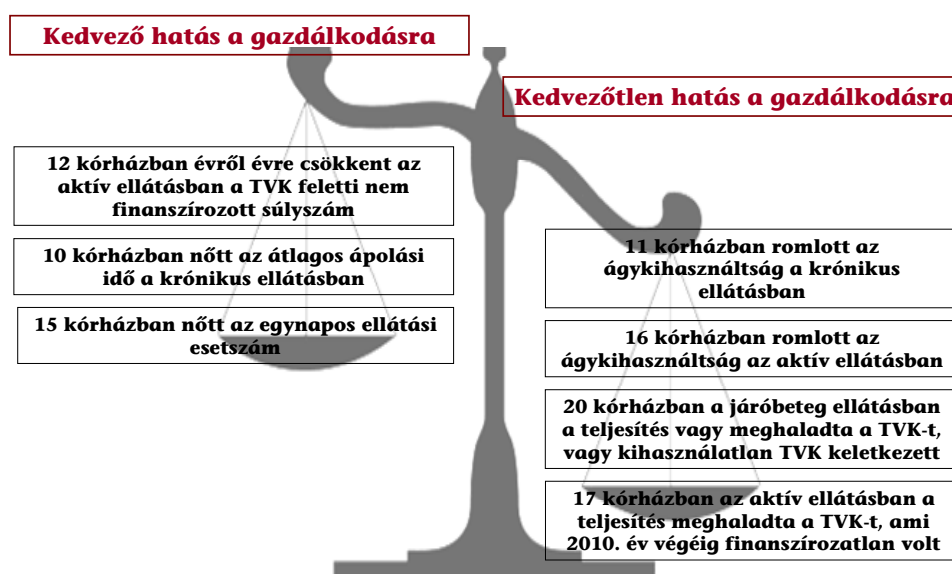 Kedvező hatás a gazdálkodásra
12 kórházban évről évre csökkent az
aktív ellátásban a TVK feletti nem
finanszírozott súlyszám
10 kórházban nőtt az átlagos ápolási
idő a krónikus ellátásban
15 kórházban nőtt az egynapos ellátási
esetszám
Kedvezőtlen hatás a gazdálkodásra
11 kórházban romlott az
ágykihasználtság a krónikus
ellátásban
16 kórházban romlott az
ágykihasználtság az aktív ellátásban
20 kórházban a járóbeteg ellátásban
a teljesítés vagy meghaladta a TVK-t,
vagy kihasználatlan TVK keletkezett
17 kórházban az aktív ellátásban a
teljesítés meghaladta a TVK-t, ami
2010. év végéig finanszírozatlan volt